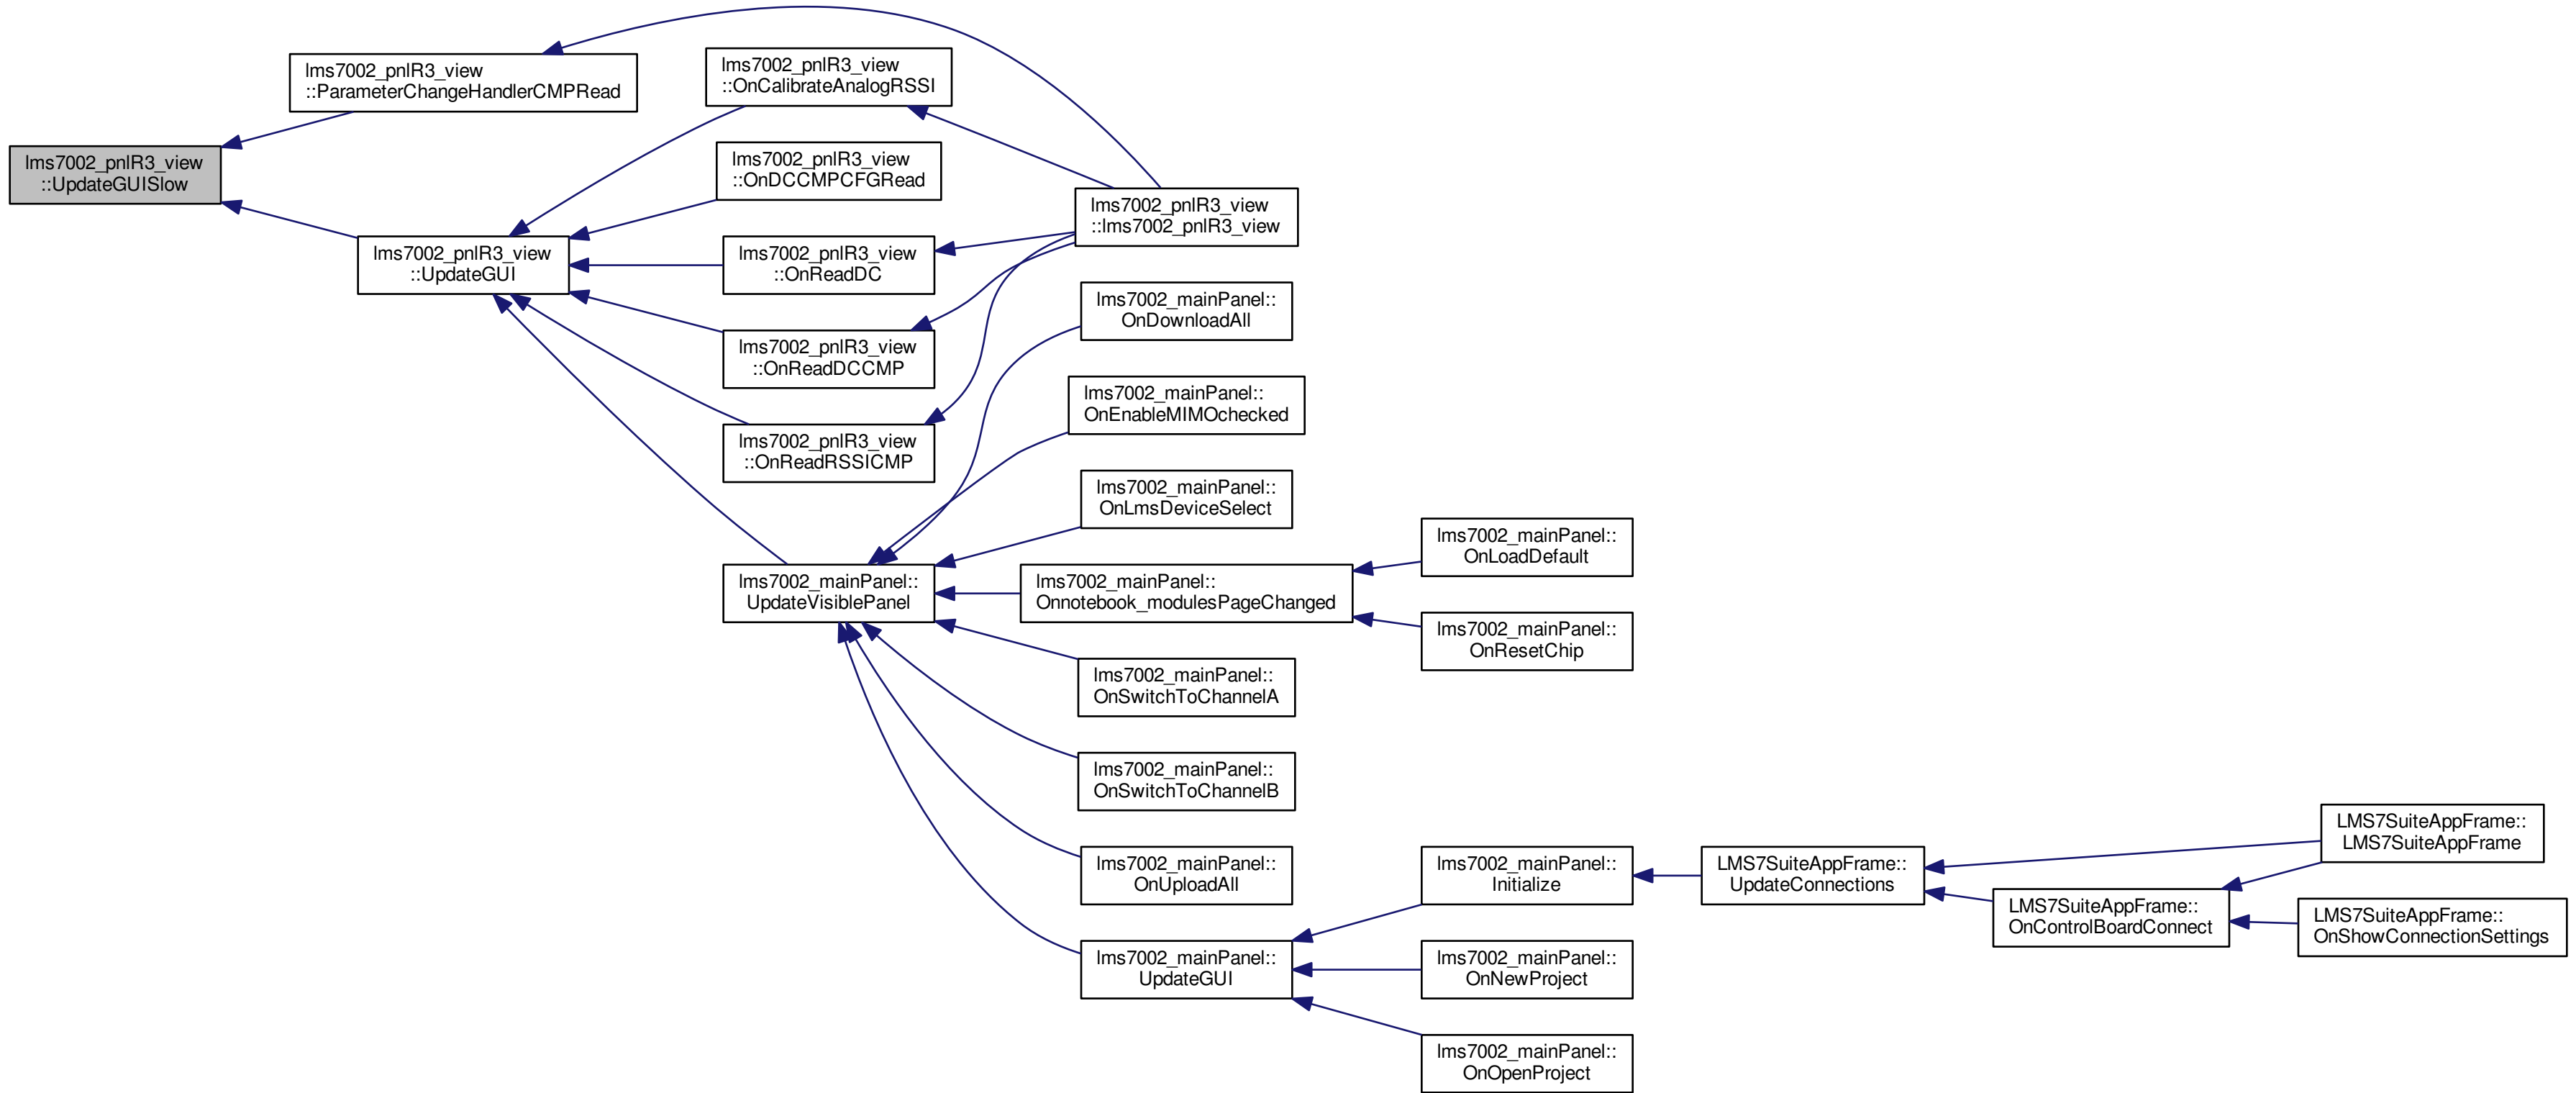 lms7002_pnlR3_view
::UpdateGUISlow
lms7002_pnlR3_view
::ParameterChangeHandlerCMPRead
lms7002_pnlR3_view
::UpdateGUI
lms7002_pnlR3_view
::OnCalibrateAnalogRSSI
lms7002_pnlR3_view
::OnDCCMPCFGRead
lms7002_pnlR3_view
::OnReadDC
lms7002_pnlR3_view
::OnReadDCCMP
lms7002_pnlR3_view
::OnReadRSSICMP
lms7002_mainPanel::
UpdateVisiblePanel
lms7002_pnlR3_view
::lms7002_pnlR3_view
lms7002_mainPanel::
OnDownloadAll
lms7002_mainPanel::
OnEnableMIMOchecked
lms7002_mainPanel::
OnLmsDeviceSelect
lms7002_mainPanel::
Onnotebook_modulesPageChanged
lms7002_mainPanel::
OnSwitchToChannelA
lms7002_mainPanel::
OnSwitchToChannelB
lms7002_mainPanel::
OnUploadAll
lms7002_mainPanel::
UpdateGUI
lms7002_mainPanel::
OnLoadDefault
lms7002_mainPanel::
OnResetChip
lms7002_mainPanel::
Initialize
lms7002_mainPanel::
OnNewProject
lms7002_mainPanel::
OnOpenProject
LMS7SuiteAppFrame::
UpdateConnections
LMS7SuiteAppFrame::
OnControlBoardConnect
LMS7SuiteAppFrame::
LMS7SuiteAppFrame
LMS7SuiteAppFrame::
OnShowConnectionSettings